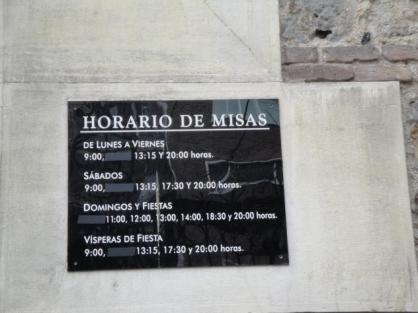 HORARIO DE MISAS
DE LUNES A VIERNES
9:00, 13:15 Y 20:00 horas.
SÁBADOS
9:00, 13:15, 17:30 Y 20:00 horas.
DOMINGOS Y FIESTAS
11:00, 12:00, 13:00, 14:00, 18:30 y 20:00 horas.
VÍSPERAS DE FIESTA
9:00, 13:15, 17:30 y 20:00 horas.